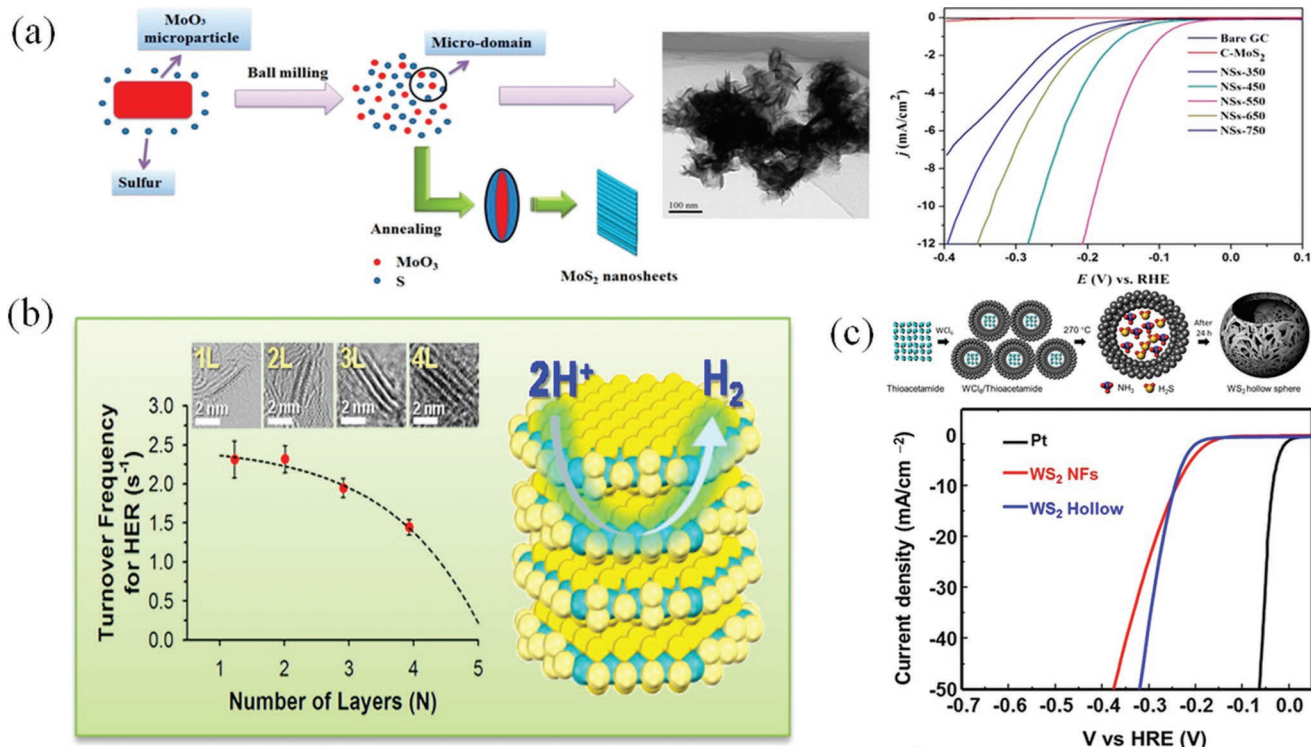 (a)
MoO₃
microparticle
Sulfur
Ball milling
Micro-domain
Annealing
MoO₃
S
MoS₂ nanosheets
100 nm
j (mA/cm²)
0
-2
-4
-6
-8
-10
-12
Bare GC
C-MoS₂
NSs-350
NSs-450
NSs-550
NSs-650
NSs-750
-0.4 -0.3 -0.2 -0.1 0.0 0.1
E (V) vs. RHE
(b)
1L 2L 3L 4L
2 nm 2 nm 2 nm 2 nm
Turnover Frequency
for HER (s⁻¹)
3.0
2.5
2.0
1.5
1.0
0.5
0.0
1 2 3 4 5
Number of Layers (N)
2H⁺ H₂
(c)
Thioacetamide
WCl₆
WCl₆/Thioacetamide
270 °C
NH₃ H₂S
After
24 h
WS₂ hollow sphere
Current density (mA/cm⁻²)
0
-10
-20
-30
-40
-50
Pt
WS₂ NFs
WS₂ Hollow
-0.7 -0.6 -0.5 -0.4 -0.3 -0.2 -0.1 0.0
V vs HRE (V)